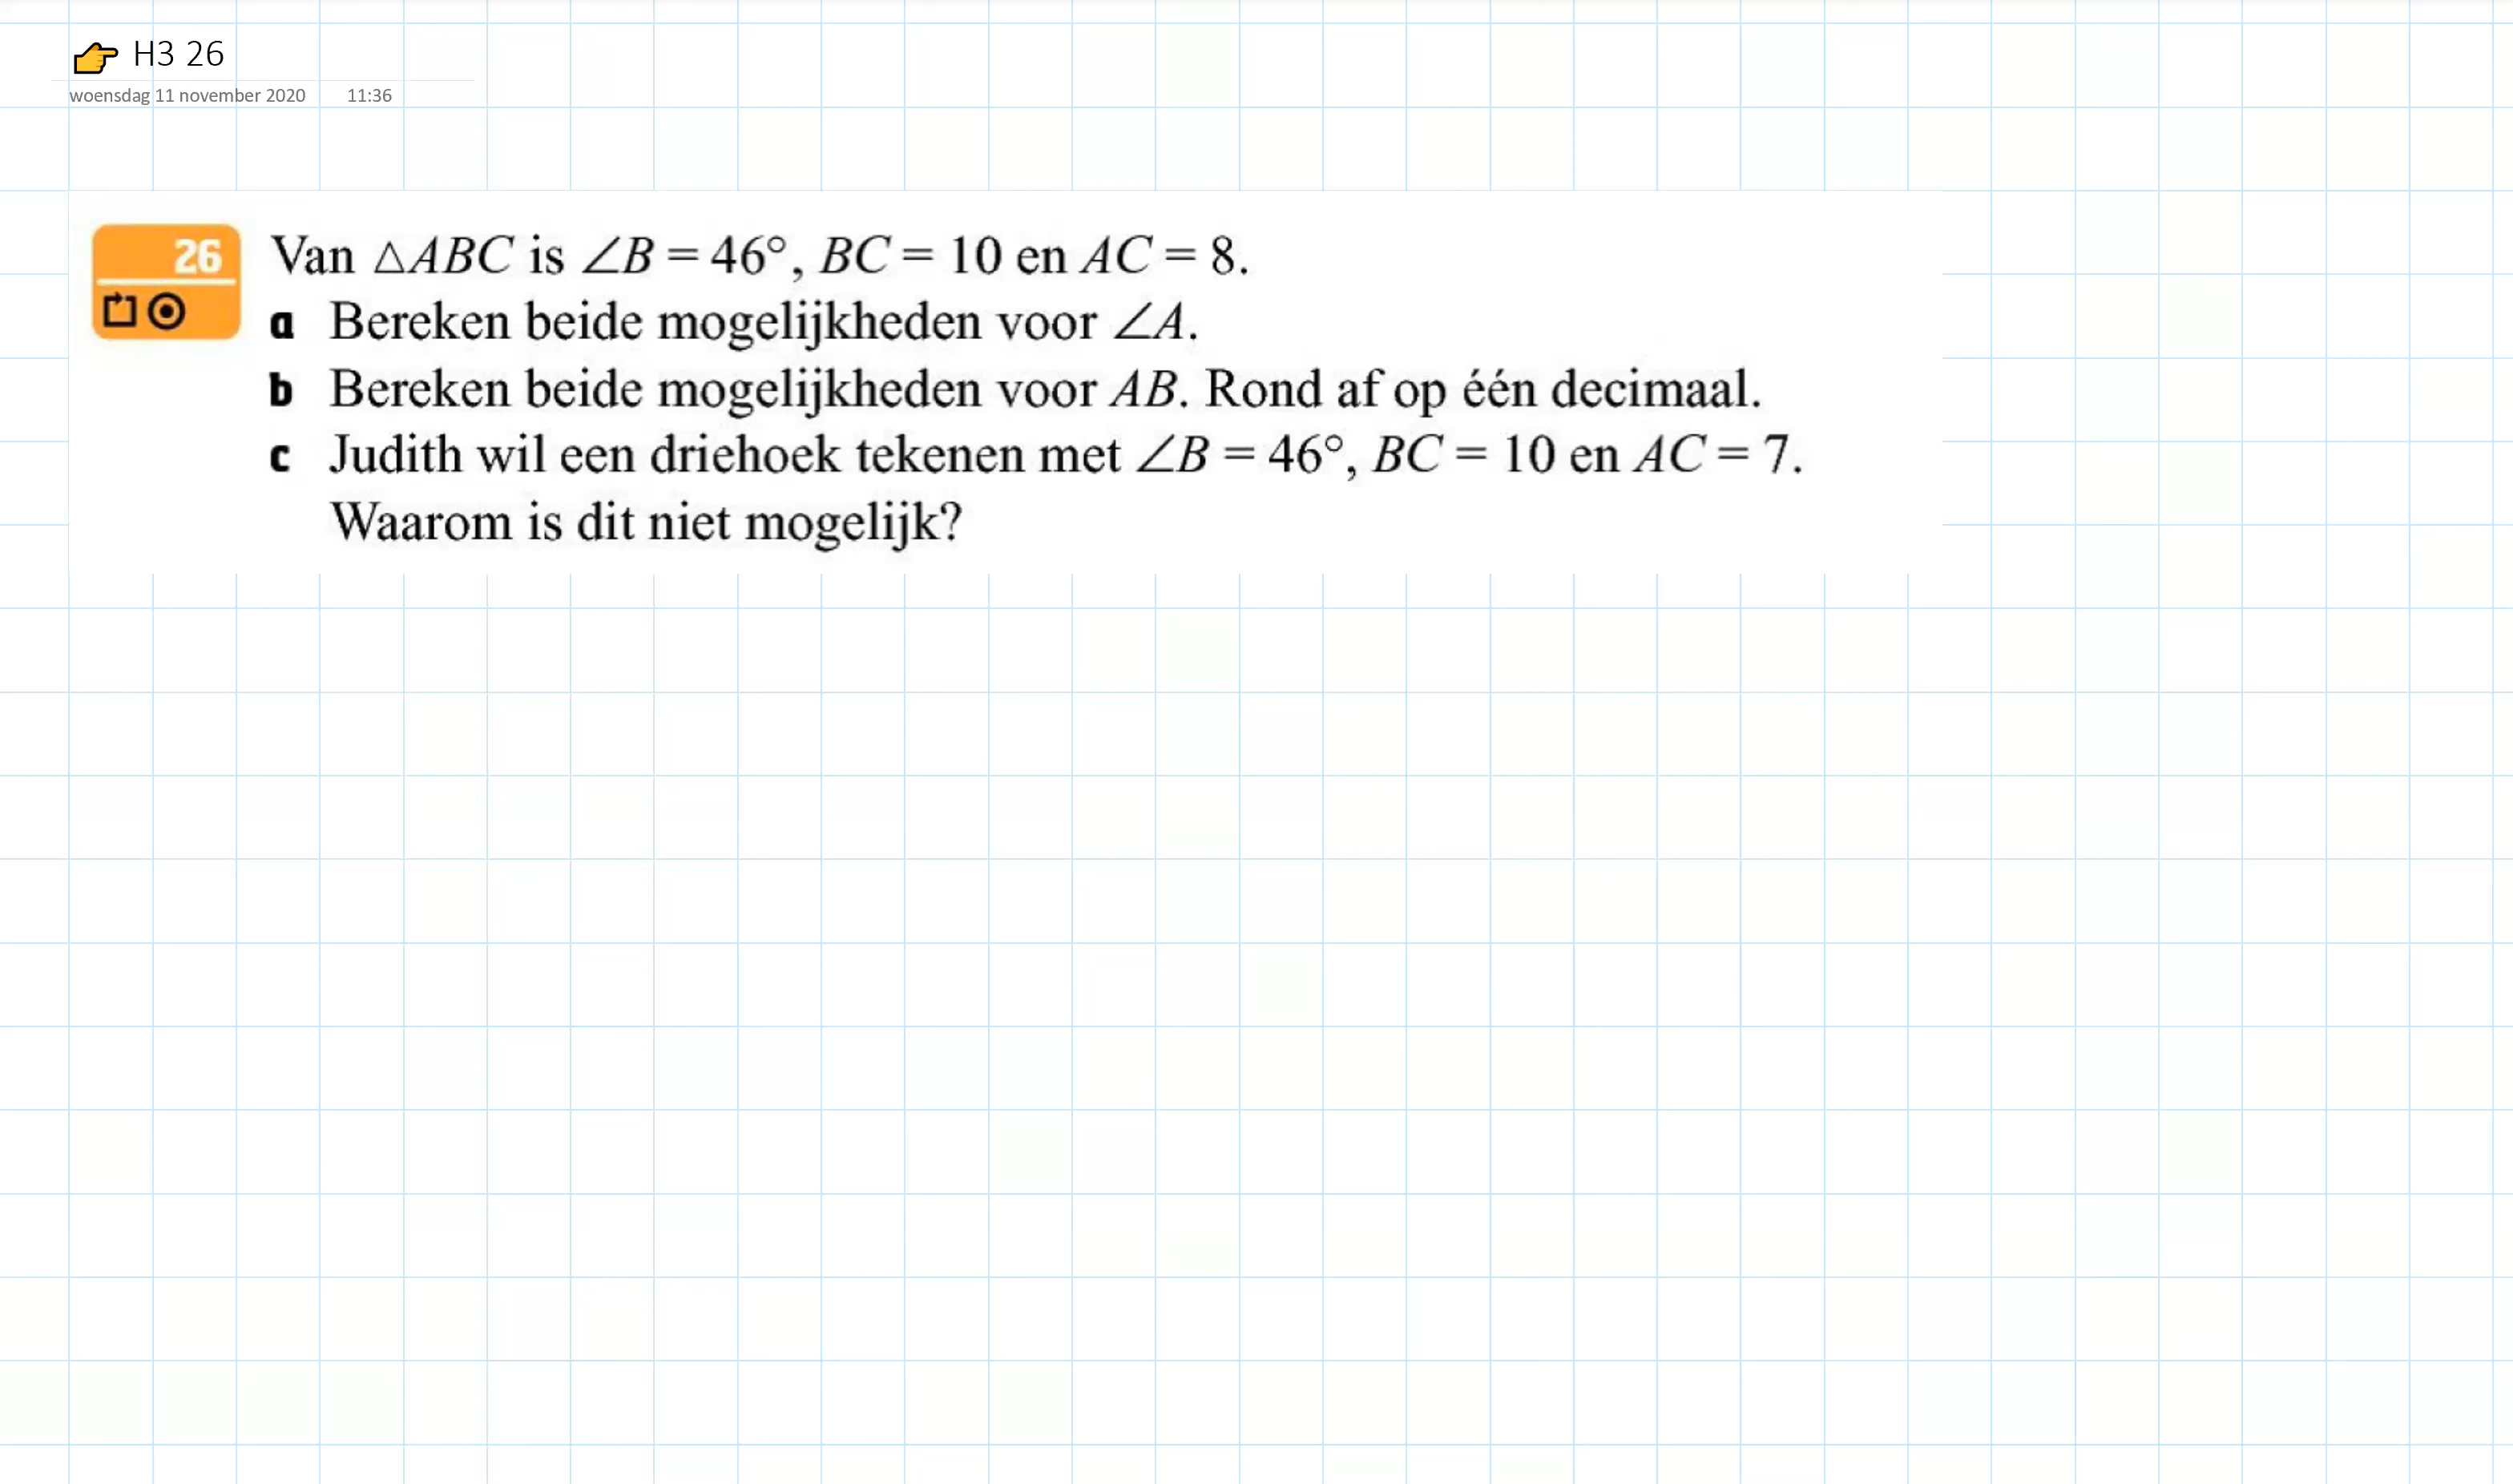 H3 26
woensdag 11 november 2020 11:36
26 Van △ABC is ∠B = 46°, BC = 10 en AC = 8.
a Bereken beide mogelijkheden voor ∠A.
b Bereken beide mogelijkheden voor AB. Rond af op één decimaal.
c Judith wil een driehoek tekenen met ∠B = 46°, BC = 10 en AC = 7.
Waarom is dit niet mogelijk?